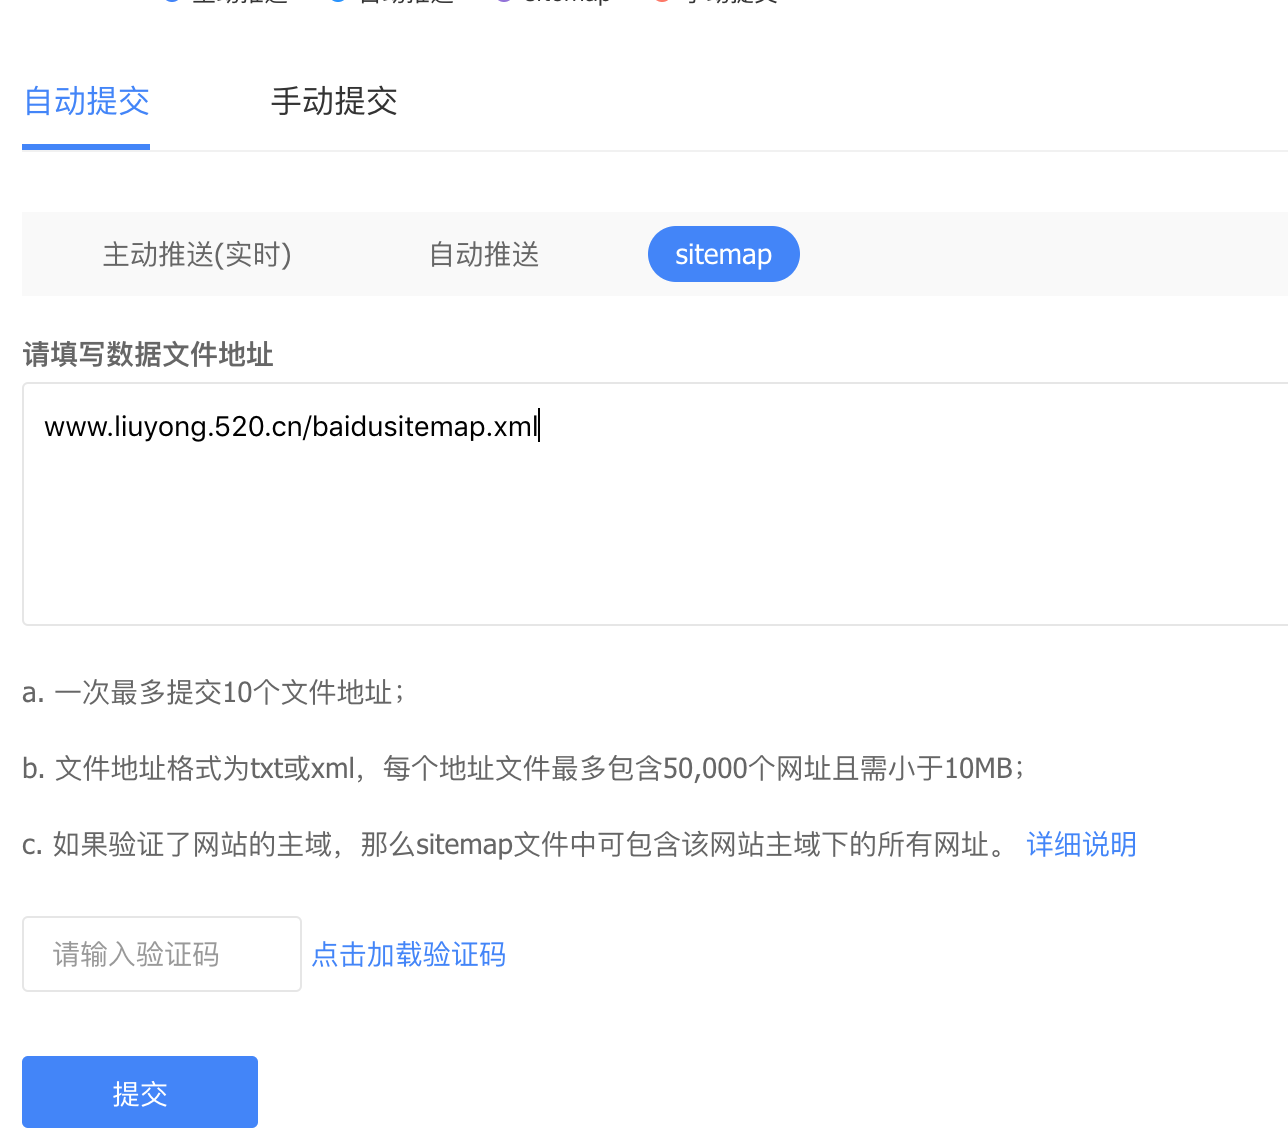 sitemap
自动提交 手动提交
主动推送(实时) 自动推送 sitemap
请填写数据文件地址
www.liuyong.520.cn/baidusitemap.xml
a. 一次最多提交10个文件地址；
b. 文件地址格式为txt或xml，每个地址文件最多包含50,000个网址且需小于10MB；
c. 如果验证了网站的主域，那么sitemap文件中可包含该网站主域下的所有网址。 详细说明
请输入验证码 点击加载验证码
提交